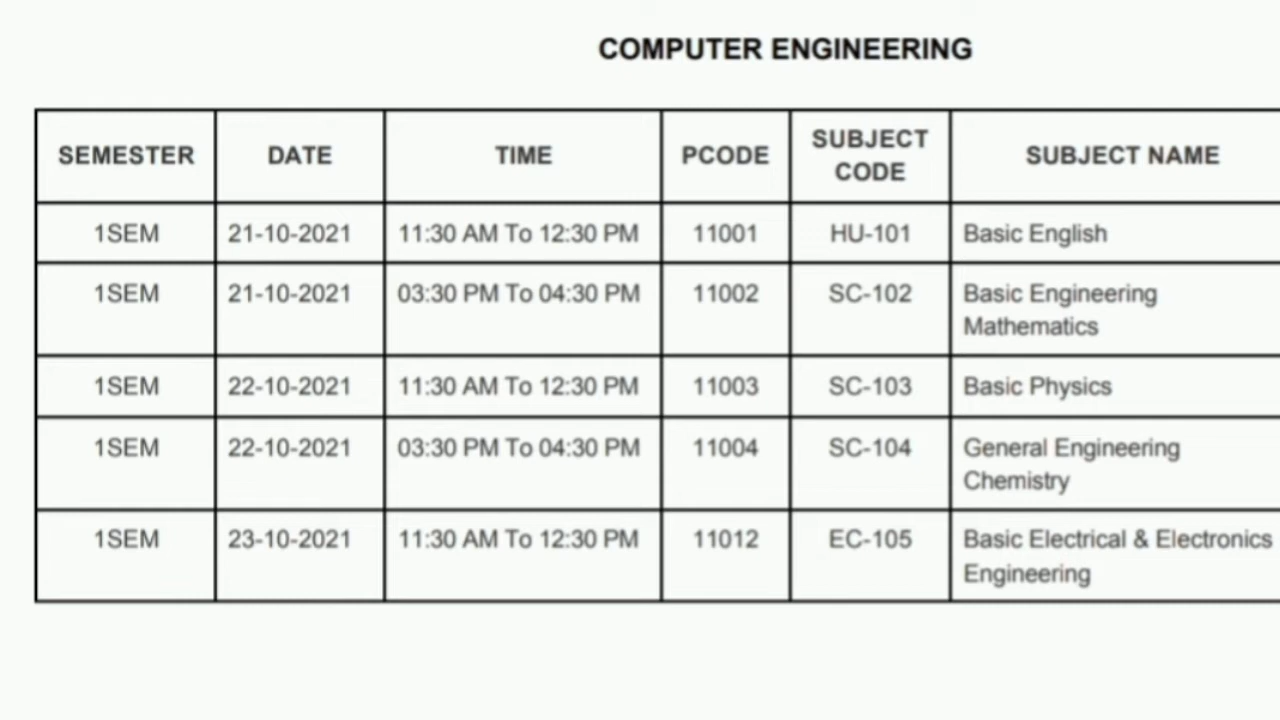 COMPUTER ENGINEERING
SEMESTER DATE TIME PCODE SUBJECT CODE SUBJECT NAME
1SEM 21-10-2021 11:30 AM To 12:30 PM 11001 HU-101 Basic English
1SEM 21-10-2021 03:30 PM To 04:30 PM 11002 SC-102 Basic Engineering
Mathematics
1SEM 22-10-2021 11:30 AM To 12:30 PM 11003 SC-103 Basic Physics
1SEM 22-10-2021 03:30 PM To 04:30 PM 11004 SC-104 General Engineering
Chemistry
1SEM 23-10-2021 11:30 AM To 12:30 PM 11012 EC-105 Basic Electrical & Electronics
Engineering